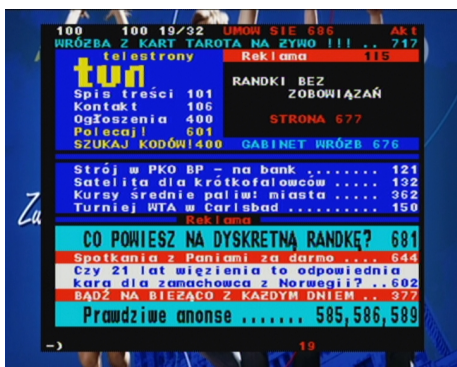 100 100 19/32 UMOW SIE 686 Akt
WRÓŻBA Z KART TAROTA NA ŻYWO !!! .. 717
telestrony
Reklama 115
tvn
RANDKI BEZ
ZOBOWIĄZAŃ
Spis treści 101
Kontakt 106
Ogłoszenia 400
STRONA 677
Polecaj! 601
SZUKAJ KODÓW!400
GABINET WRÓŻB 676
Strój w PKO BP - na bank ........ 121
Satelita dla krótkofalowców ..... 132
Kursy średnie paliw: miasta ..... 362
Turniej WTA w Carlsbad .......... 150
Reklama
CO POWIESZ NA DYSKRETNĄ RANDKĘ? 681
Spotkania z Paniami za darmo .... 644
Czy 21 lat więzienia to odpowiednia
kara dla zamachowca z Norwegii? ..602
BĄDŹ NA BIEŻĄCO Z KAŻDYM DNIEM .. 377
Prawdziwe anonse ....... 585,586,589
-) 19
Zu